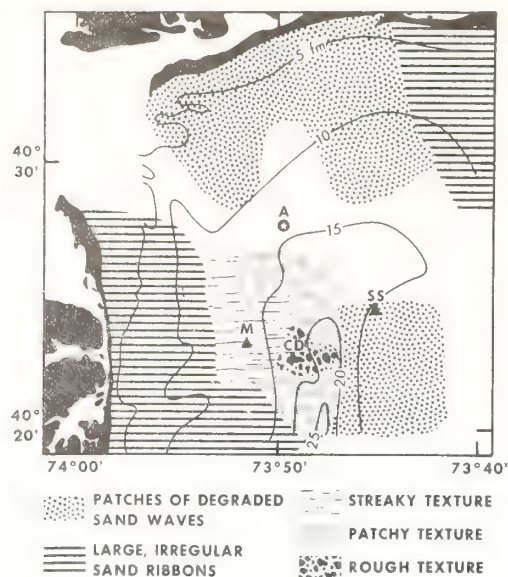 5 fm
10
40°
30'
A
15
SS
M
CD
20
25
40°
20'
74°00' 73°50' 73°40'
PATCHES OF DEGRADED
SAND WAVES
LARGE, IRREGULAR
SAND RIBBONS
STREAKY TEXTURE
PATCHY TEXTURE
ROUGH TEXTURE